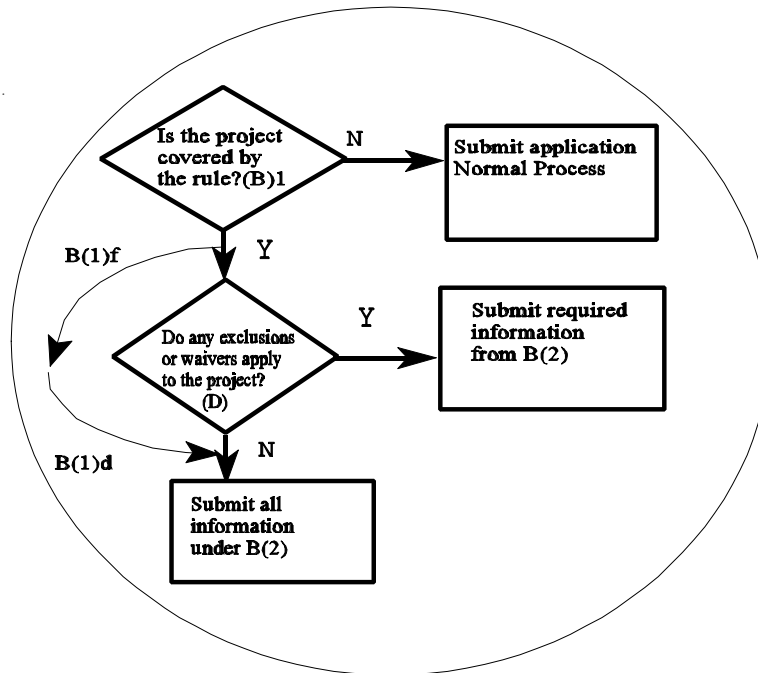 Is the project
covered by
the rule?(B)1
N
Submit application
Normal Process
B(1)f
Y
Do any exclusions
or waivers apply
to the project?
(D)
Y
Submit required
information
from B(2)
B(1)d
N
Submit all
information
under B(2)